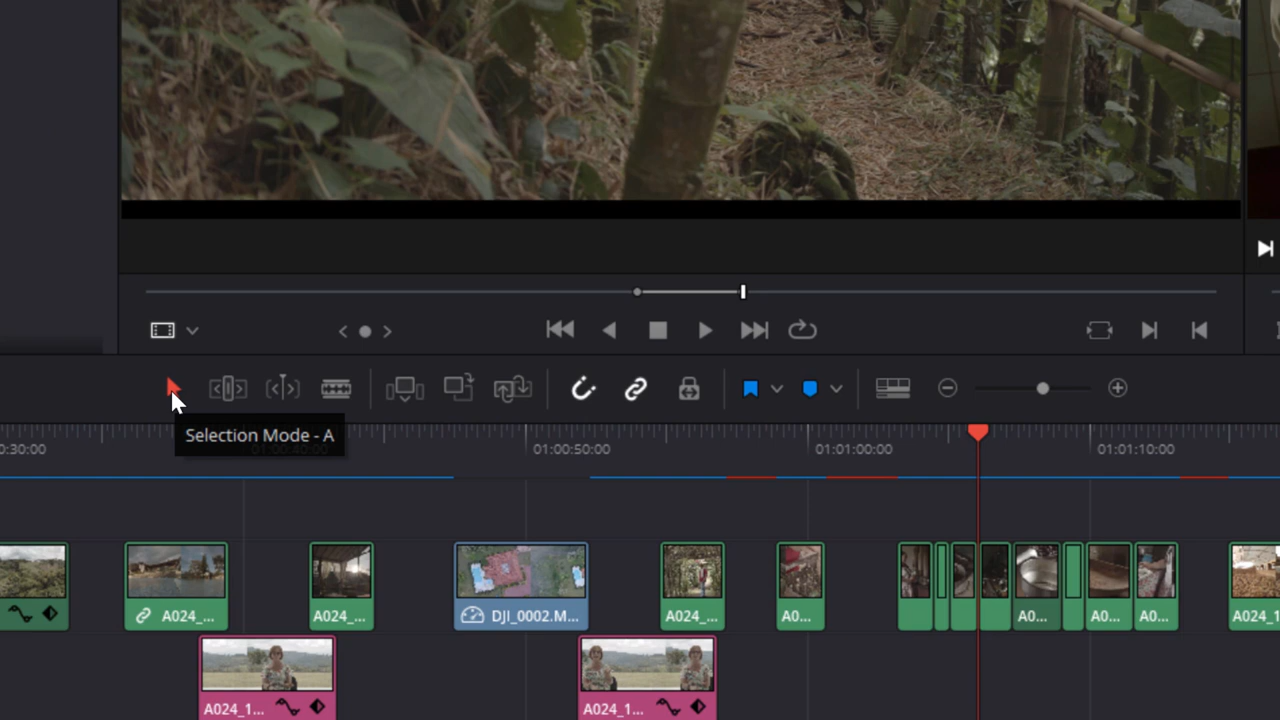 Selection Mode - A
0:30:00
01:00:50:00
01:01:00:00
01:01:10:00
A024_...
A024_...
DJI_0002.M...
A024_...
A0...
A0...
A0...
A0...
A024_1
A024_1...
A024_1...